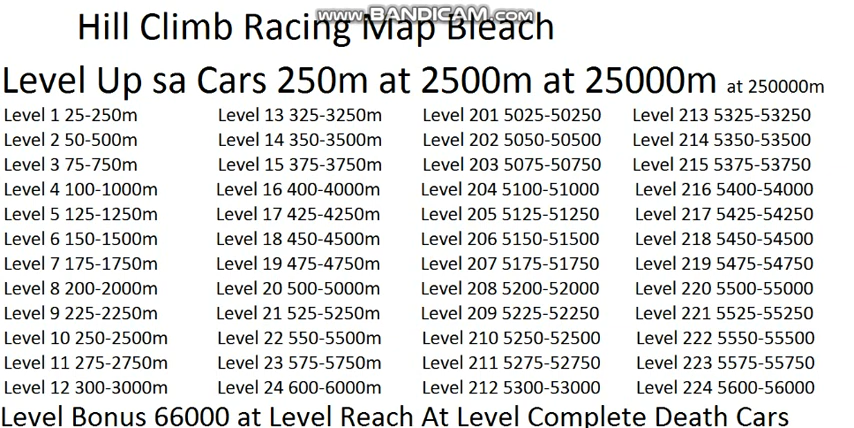 www.BANDICAM.com
Hill Climb Racing Map Bleach
Level Up sa Cars 250m at 2500m at 25000m at 250000m
Level 1 25-250m Level 13 325-3250m Level 201 5025-50250 Level 213 5325-53250
Level 2 50-500m Level 14 350-3500m Level 202 5050-50500 Level 214 5350-53500
Level 3 75-750m Level 15 375-3750m Level 203 5075-50750 Level 215 5375-53750
Level 4 100-1000m Level 16 400-4000m Level 204 5100-51000 Level 216 5400-54000
Level 5 125-1250m Level 17 425-4250m Level 205 5125-51250 Level 217 5425-54250
Level 6 150-1500m Level 18 450-4500m Level 206 5150-51500 Level 218 5450-54500
Level 7 175-1750m Level 19 475-4750m Level 207 5175-51750 Level 219 5475-54750
Level 8 200-2000m Level 20 500-5000m Level 208 5200-52000 Level 220 5500-55000
Level 9 225-2250m Level 21 525-5250m Level 209 5225-52250 Level 221 5525-55250
Level 10 250-2500m Level 22 550-5500m Level 210 5250-52500 Level 222 5550-55500
Level 11 275-2750m Level 23 575-5750m Level 211 5275-52750 Level 223 5575-55750
Level 12 300-3000m Level 24 600-6000m Level 212 5300-53000 Level 224 5600-56000
Level Bonus 66000 at Level Reach At Level Complete Death Cars